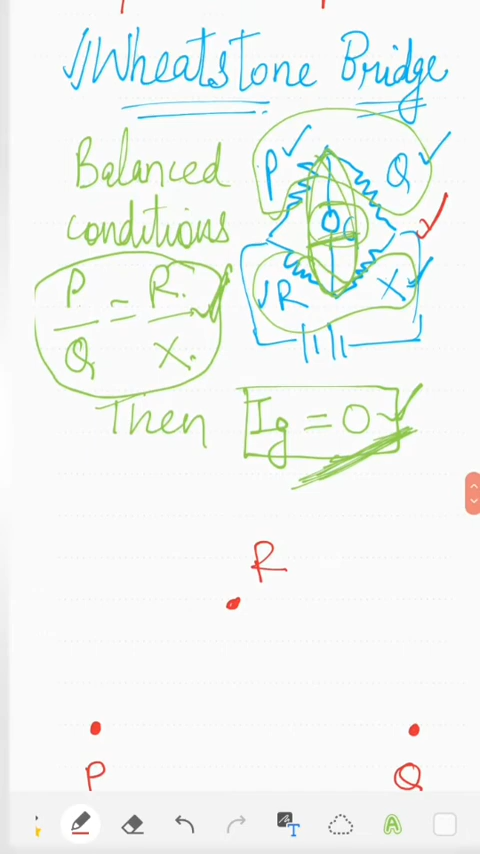 Wheatstone Bridge
Balanced
conditions
P Q
G
R X
P/Q = R/X
Then Ig = 0
R
P Q
T
A